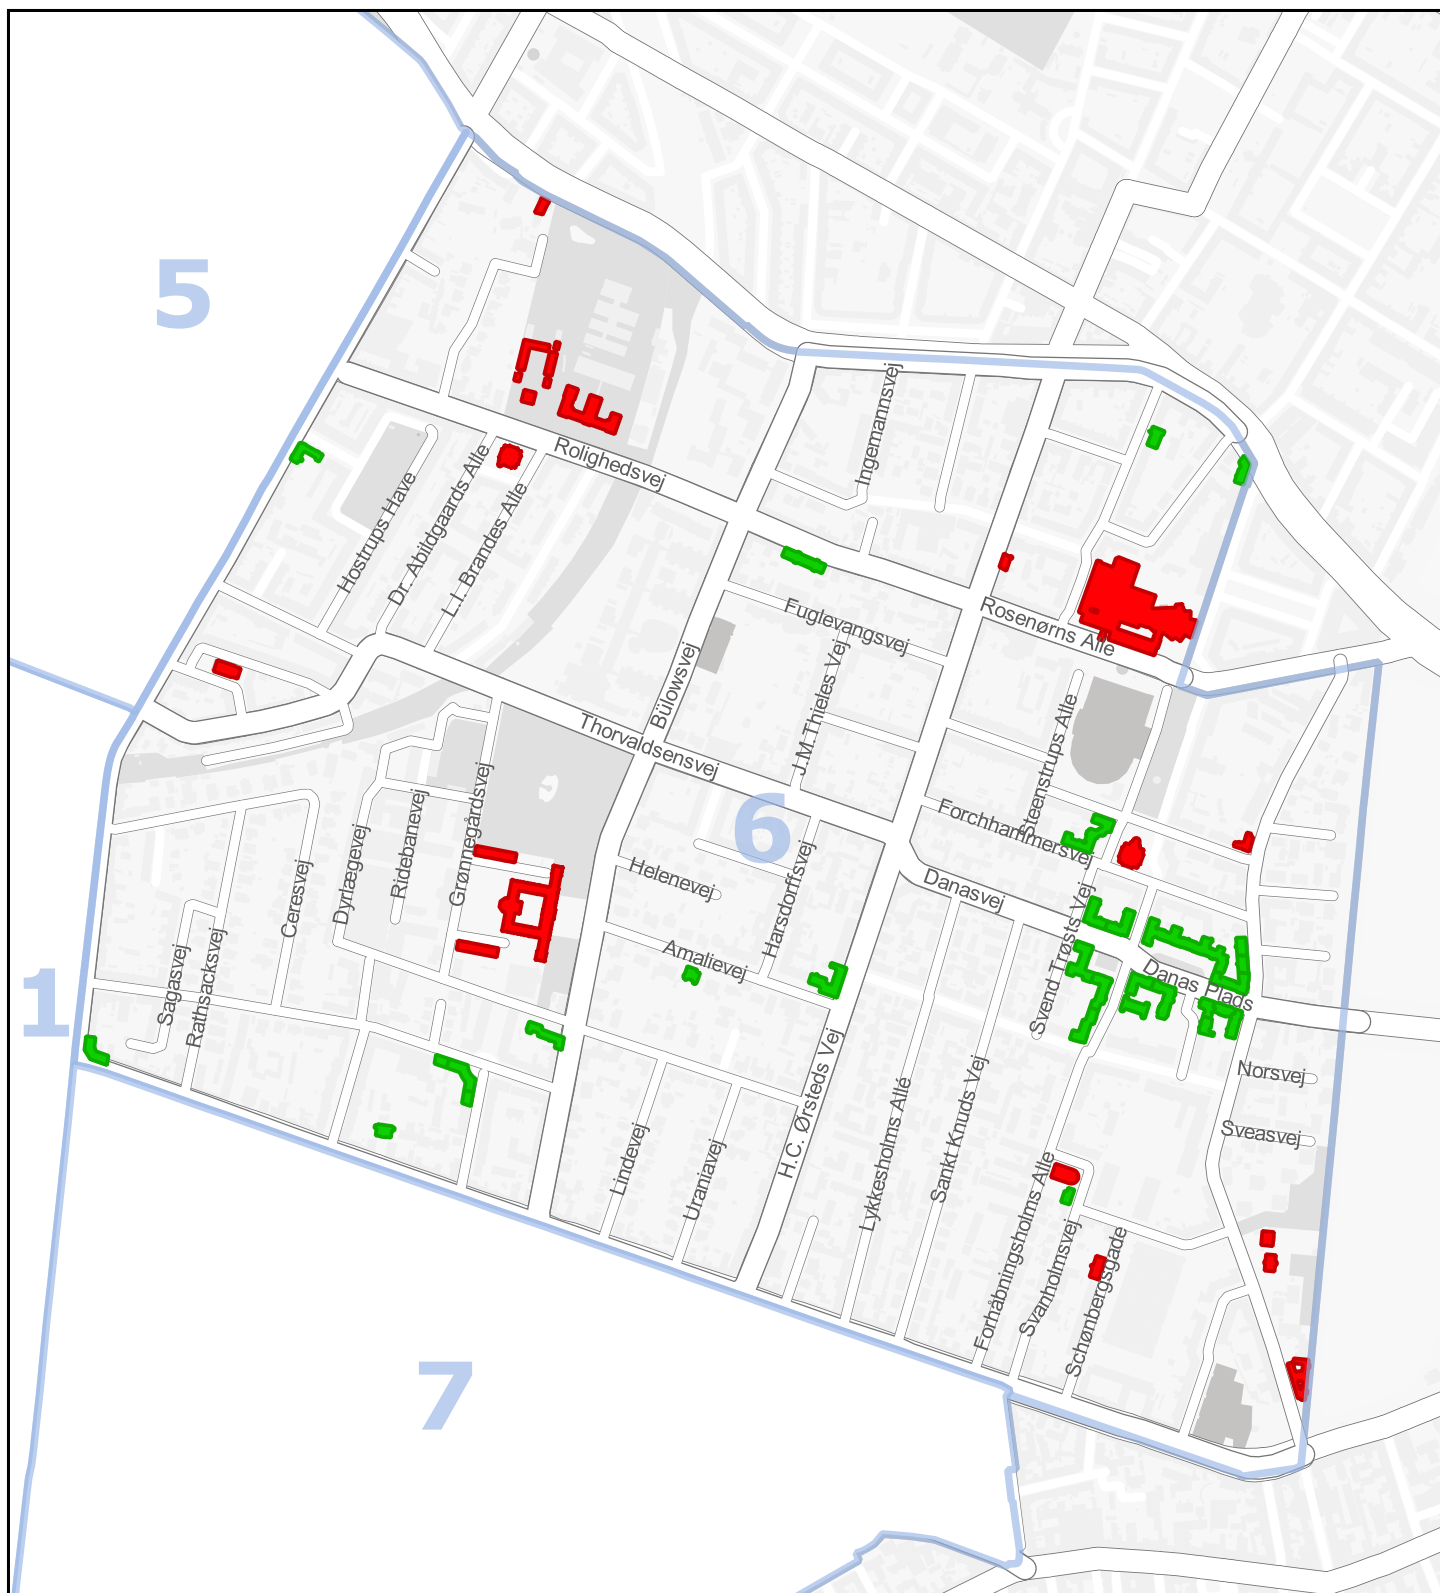 5
Ingemannsvej
Rolighedsvej
Hostrups Have
Dr. Abildgaards Alle
L.I. Brandes Alle
Rosenørns Alle
Fuglevangsvej
J.M.Thieles Vej
Bülowsvej
Thorvaldsensvej
Steenstrups Alle
6
Forchhammersvej
Grønnegårdsvej
Ridebanevej
Dyrlægevej
Ceresvej
Helenevej
Harsdorffsvej
Danasvej
Svend Trøsts Vej
Amalievej
Danas Plads
1
Sagasvej
Rathsacksvej
H.C. Ørsteds Vej
Lykkesholms Allé
Sankt Knuds Vej
Norsvej
Sveasvej
Lindevej
Uraniavej
Forhåbningsholms Alle
Svanholmsvej
Schønbergsgade
7